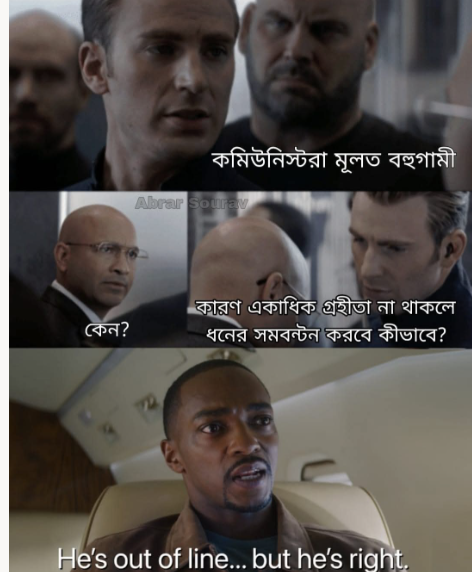 কমিউনিস্টরা মূলত বহুগামী
Abrar Sourav
কেন?
কারণ একাধিক গ্রহীতা না থাকলে
ধনের সমবন্টন করবে কীভাবে?
He's out of line... but he's right.